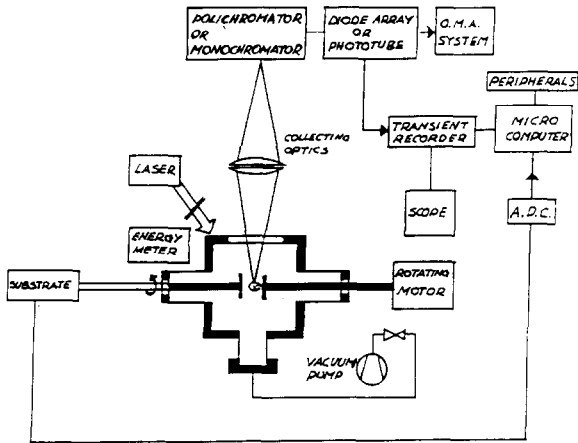 POLICHROMATOR
OR
MONOCHROMATOR
DIODE ARRAY
OR
PHOTOTUBE
O.M.A.
SYSTEM
PERIPHERALS
MICRO
COMPUTER
TRANSIENT
RECORDER
COLLECTING
OPTICS
LASER
SCOPE
A.D.C.
ENERGY
METER
SUBSTRATE
ROTATING
MOTOR
VACUUM
PUMP